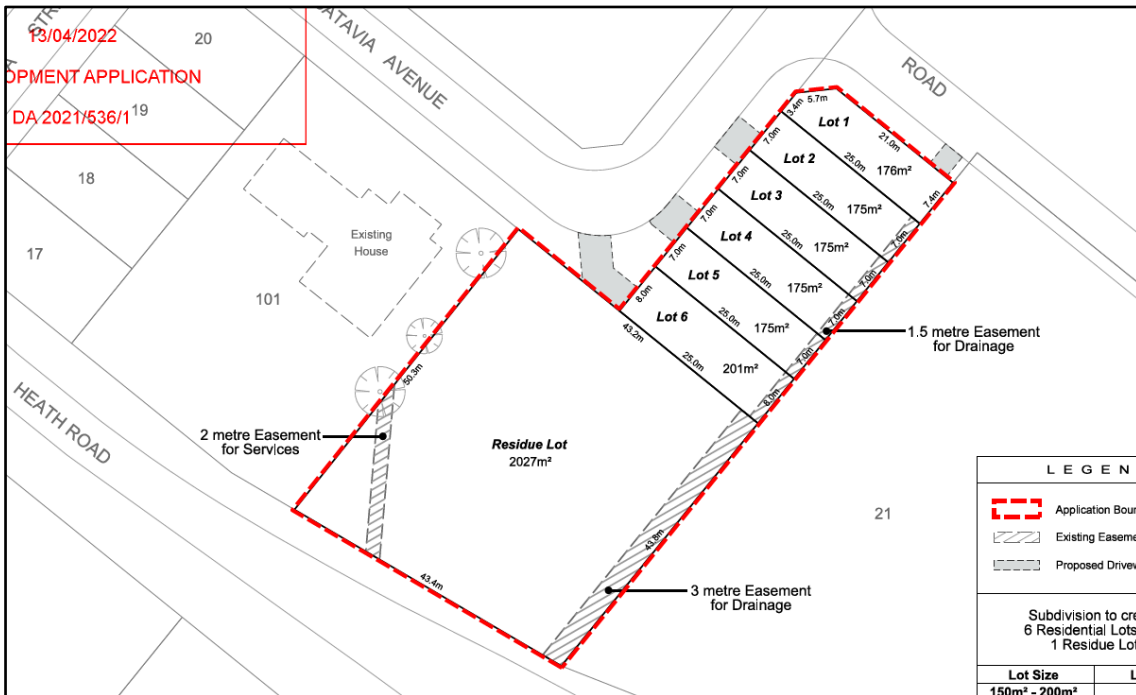 13/04/2022
OPMENT APPLICATION
DA 2021/536/1
20
19
18
17
101
21
ATAVIA AVENUE
ROAD
HEATH ROAD
Existing
House
Lot 1
5.7m
3.4m
21.0m
25.0m
176m²
7.4m
Lot 2
7.0m
25.0m
175m²
7.0m
Lot 3
7.0m
25.0m
175m²
7.0m
Lot 4
7.0m
25.0m
175m²
7.0m
Lot 5
7.0m
25.0m
175m²
7.0m
Lot 6
8.0m
25.0m
201m²
8.0m
43.2m
50.3m
43.8m
43.4m
Residue Lot
2027m²
1.5 metre Easement
for Drainage
2 metre Easement
for Services
3 metre Easement
for Drainage
L E G E N
Application Boun
Existing Easeme
Proposed Drivew
Subdivision to cre
6 Residential Lots
1 Residue Lot
Lot Size
L
150m² - 200m²